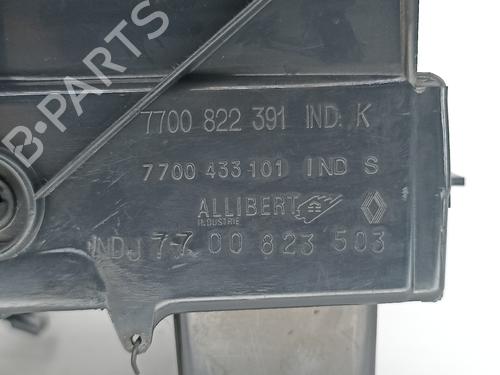 7700 822 391 IND: K
7700 433 101 IND S
ALLIBERT
INDUSTRIE
INDJ 77 00 823 503
B-PARTS